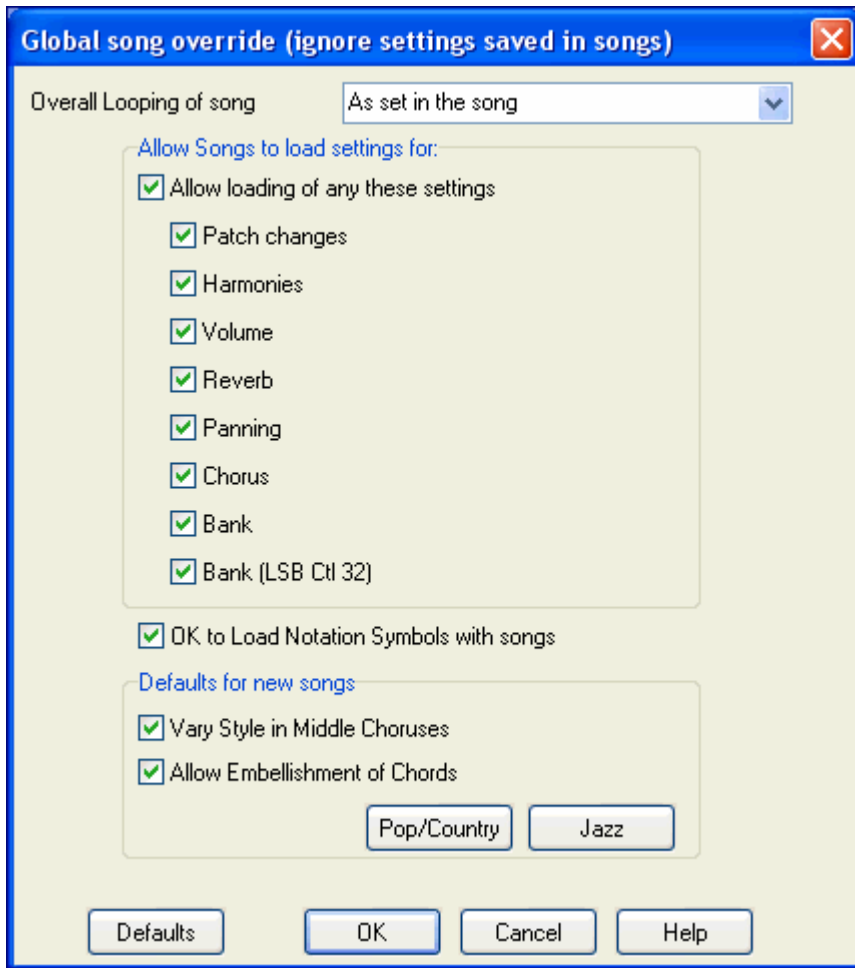 Global song override (ignore settings saved in songs)
Overall Looping of song As set in the song
Allow Songs to load settings for:
Allow loading of any these settings
Patch changes
Harmonies
Volume
Reverb
Panning
Chorus
Bank
Bank (LSB Ctl 32)
OK to Load Notation Symbols with songs
Defaults for new songs
Vary Style in Middle Choruses
Allow Embellishment of Chords
Pop/Country Jazz
Defaults OK Cancel Help